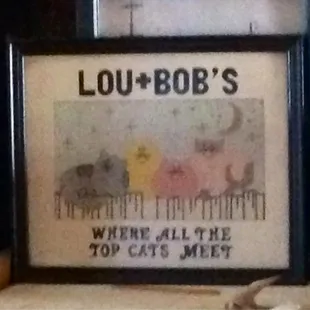 LOU+BOB'S
WHERE ALL THE
TOP CATS MEET